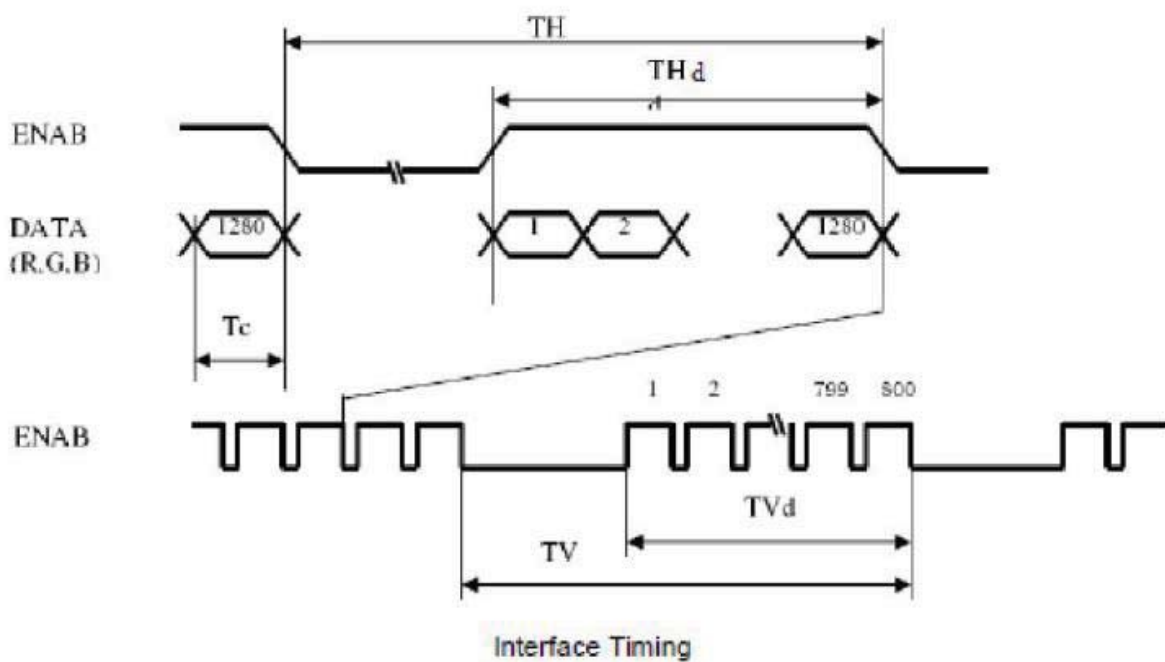 TH
THd
ENAB
DATA
(R.G.B)
1280
1
2
1280
Tc
1
2
799
800
ENAB
TVd
TV
Interface Timing